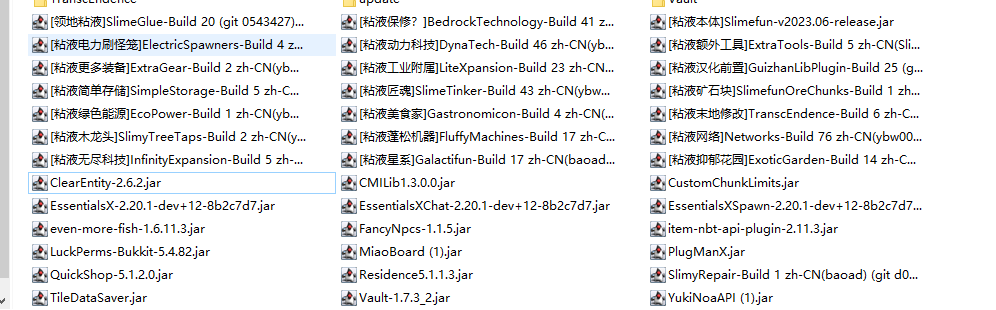 TranscEndence update Vault
[领地粘液]SlimeGlue-Build 20 (git 0543427)... [粘液保修？]BedrockTechnology-Build 41 z... [粘液本体]Slimefun-v2023.06-release.jar
[粘液电力刷怪笼]ElectricSpawners-Build 4 z... [粘液动力科技]DynaTech-Build 46 zh-CN(yb... [粘液额外工具]ExtraTools-Build 5 zh-CN(Sli...
[粘液更多装备]ExtraGear-Build 2 zh-CN(yb... [粘液工业附属]LiteXpansion-Build 23 zh-CN(... [粘液汉化前置]GuizhanLibPlugin-Build 25 (g...
[粘液简单存储]SimpleStorage-Build 5 zh-C... [粘液匠魂]SlimeTinker-Build 43 zh-CN(ybw... [粘液矿石块]SlimefunOreChunks-Build 1 zh...
[粘液绿色能源]EcoPower-Build 1 zh-CN(yb... [粘液美食家]Gastronomicon-Build 4 zh-C... [粘液末地修改]TranscEndence-Build 6 zh-C...
[粘液木龙头]SlimyTreeTaps-Build 2 zh-CN(y... [粘液蓬松机器]FluffyMachines-Build 17 zh-... [粘液网络]Networks-Build 76 zh-CN(ybw00...
[粘液无尽科技]InfinityExpansion-Build 5 zh-... [粘液星系]Galactifun-Build 17 zh-CN(baoad... [粘液抑郁花园]ExoticGarden-Build 14 zh-C...
ClearEntity-2.6.2.jar CMILib1.3.0.0.jar CustomChunkLimits.jar
EssentialsX-2.20.1-dev+12-8b2c7d7.jar EssentialsXChat-2.20.1-dev+12-8b2c7d7.jar EssentialsXSpawn-2.20.1-dev+12-8b2c7...
even-more-fish-1.6.11.3.jar FancyNpcs-1.1.5.jar item-nbt-api-plugin-2.11.3.jar
LuckPerms-Bukkit-5.4.82.jar MiaoBoard (1).jar PlugManX.jar
QuickShop-5.1.2.0.jar Residence5.1.1.3.jar SlimyRepair-Build 1 zh-CN(baoad) (git d0...
TileDataSaver.jar Vault-1.7.3_2.jar YukiNoaAPI (1).jar